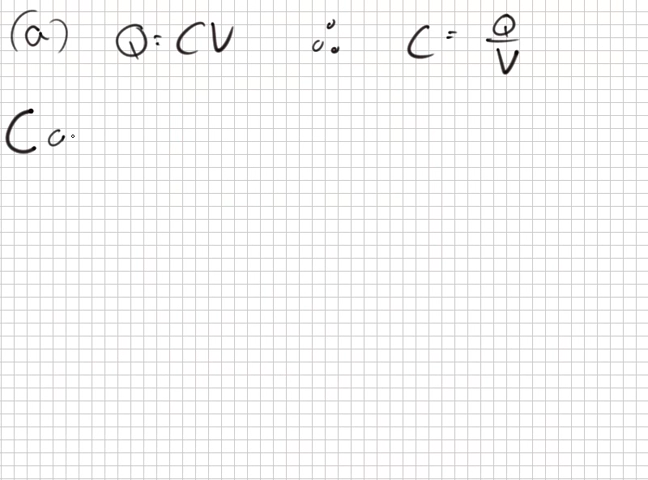 (a) Q = CV ∴ C = Q/V
C